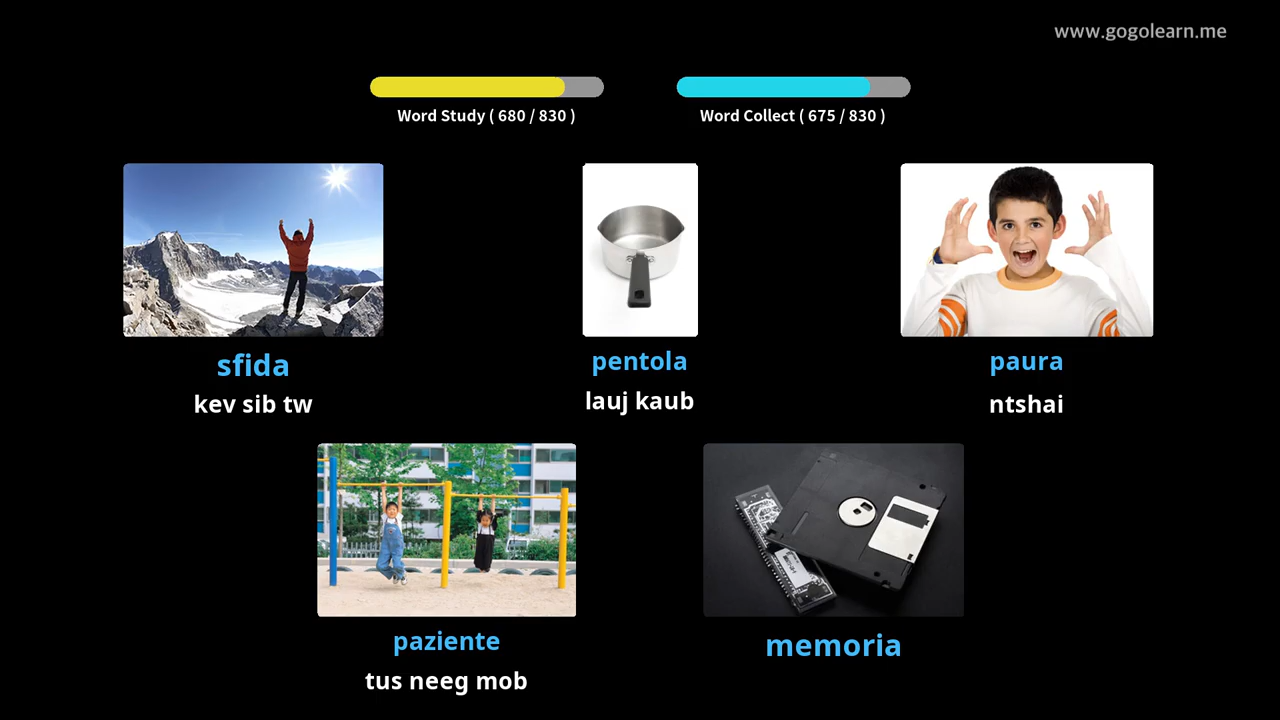 www.gogolearn.me
Word Study ( 680 / 830 )
Word Collect ( 675 / 830 )
sfida
kev sib tw
pentola
lauj kaub
paura
ntshai
paziente
tus neeg mob
memoria